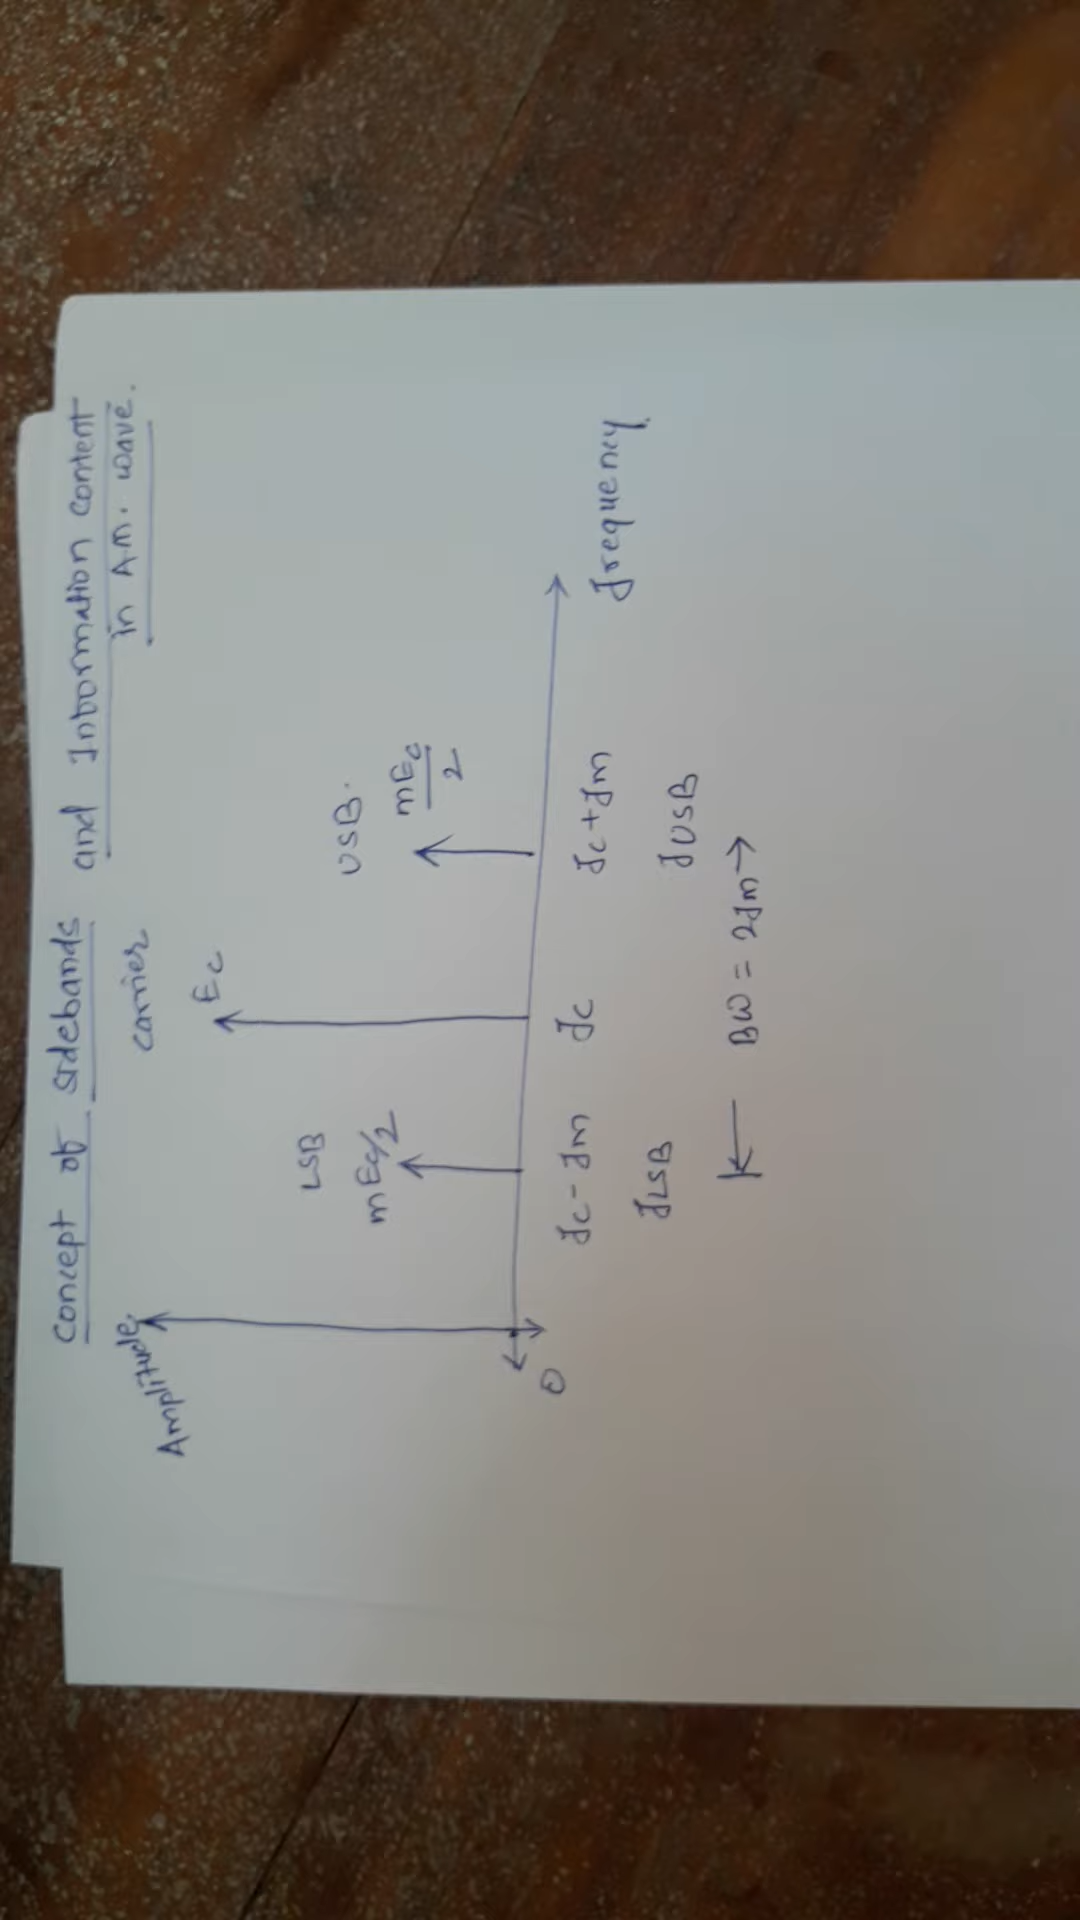 Concept of sidebands and Information content
in A.M. wave.
Amplitude
carrier
Ec
LSB
mEc/2
USB.
mEc/2
0
fc-fm
fc
fc+fm
frequency
fLSB
fUSB
BW = 2fm